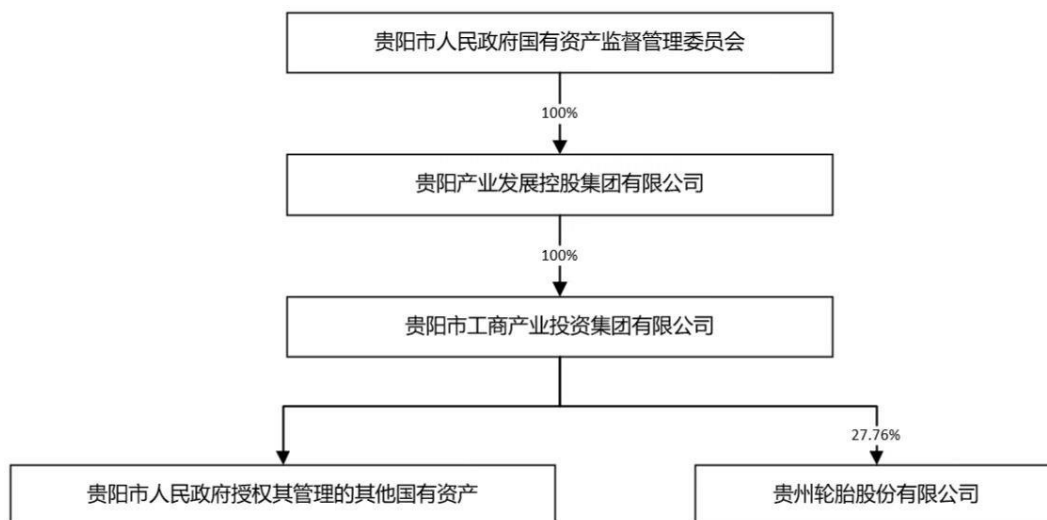 贵阳市人民政府国有资产监督管理委员会
100%
贵阳产业发展控股集团有限公司
100%
贵阳市工商产业投资集团有限公司
27.76%
贵阳市人民政府授权其管理的其他国有资产
贵州轮胎股份有限公司